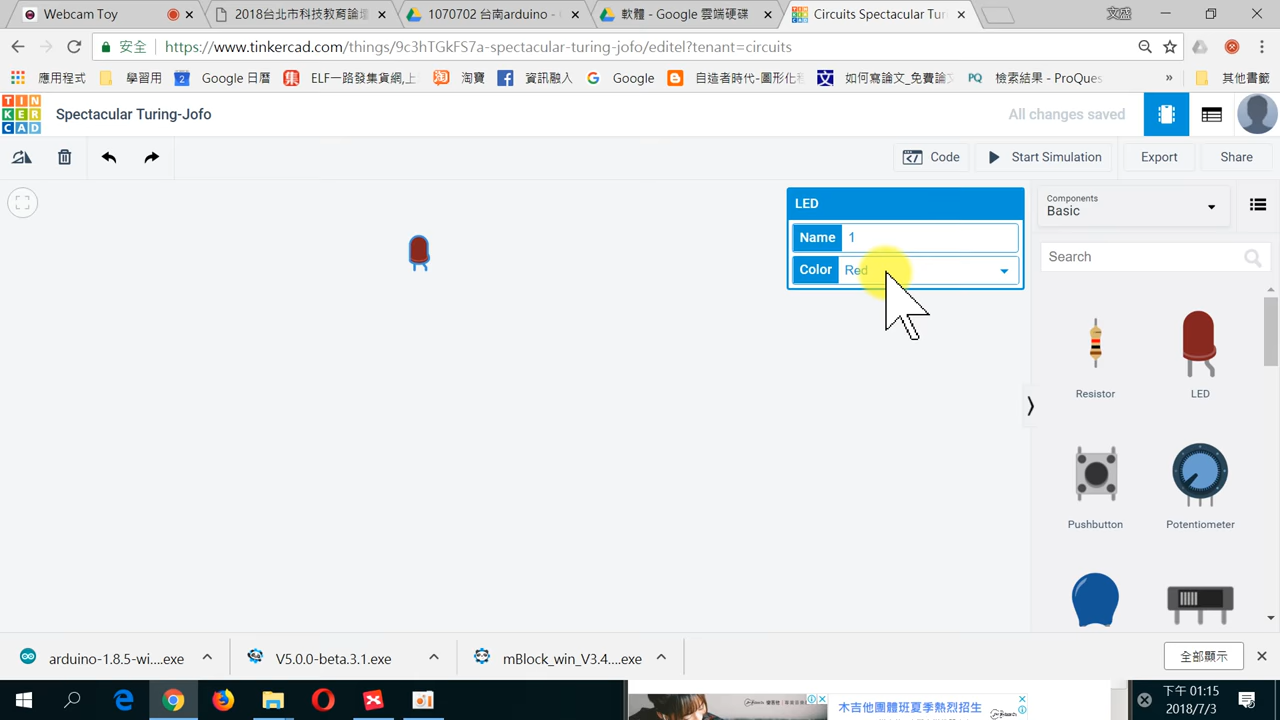 Webcam Toy
2018台北市科技教育論壇
1070702 台南arduino -
軟體 - Google 雲端硬碟
Circuits Spectacular Tur
文盛
安全
https://www.tinkercad.com/things/9c3hTGkFS7a-spectacular-turing-jofo/editel?tenant=circuits
應用程式
學習用
2
Google 日曆
集
ELF一路發集貨網,上
淘
淘寶
資訊融入
Google
自造者時代-圖形化程
文
如何寫論文_免費論文
PQ
檢索結果 - ProQues
»
其他書籤
TIN
KER
CAD
Spectacular Turing-Jofo
All changes saved
Code
Start Simulation
Export
Share
LED
Name 1
Color Red
Components
Basic
Search
Resistor
LED
Pushbutton
Potentiometer
arduino-1.8.5-wi....exe
V5.0.0-beta.3.1.exe
mBlock_win_V3.4....exe
全部顯示
木吉他團體班夏季熱烈招生
下午 01:15
2018/7/3